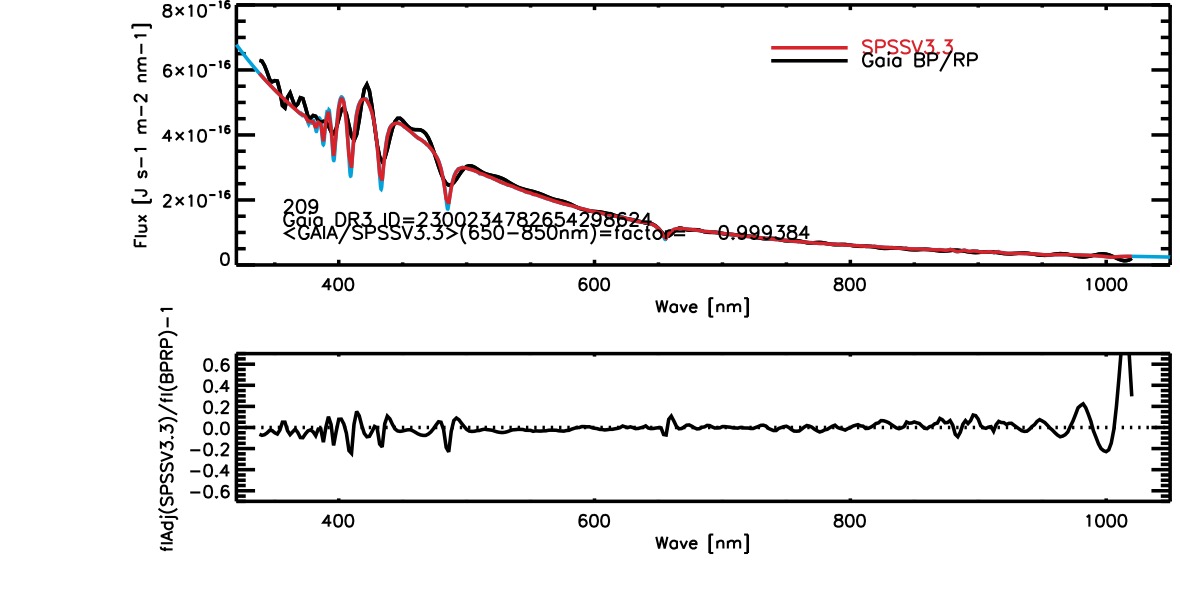 8×10−16
6×10−16
4×10−16
2×10−16
0
Flux [J s−1 m−2 nm−1]
SPSSV3.3
Gaia BP/RP
209
Gaia DR3 ID=2300234782654298624
<GAIA/SPSSV3.3>(650−850nm)=factor= 0.999384
400 600 800 1000
Wave [nm]
flAdj(SPSSV3.3)/fl(BPRP)−1
0.6
0.4
0.2
0.0
−0.2
−0.4
−0.6
400 600 800 1000
Wave [nm]